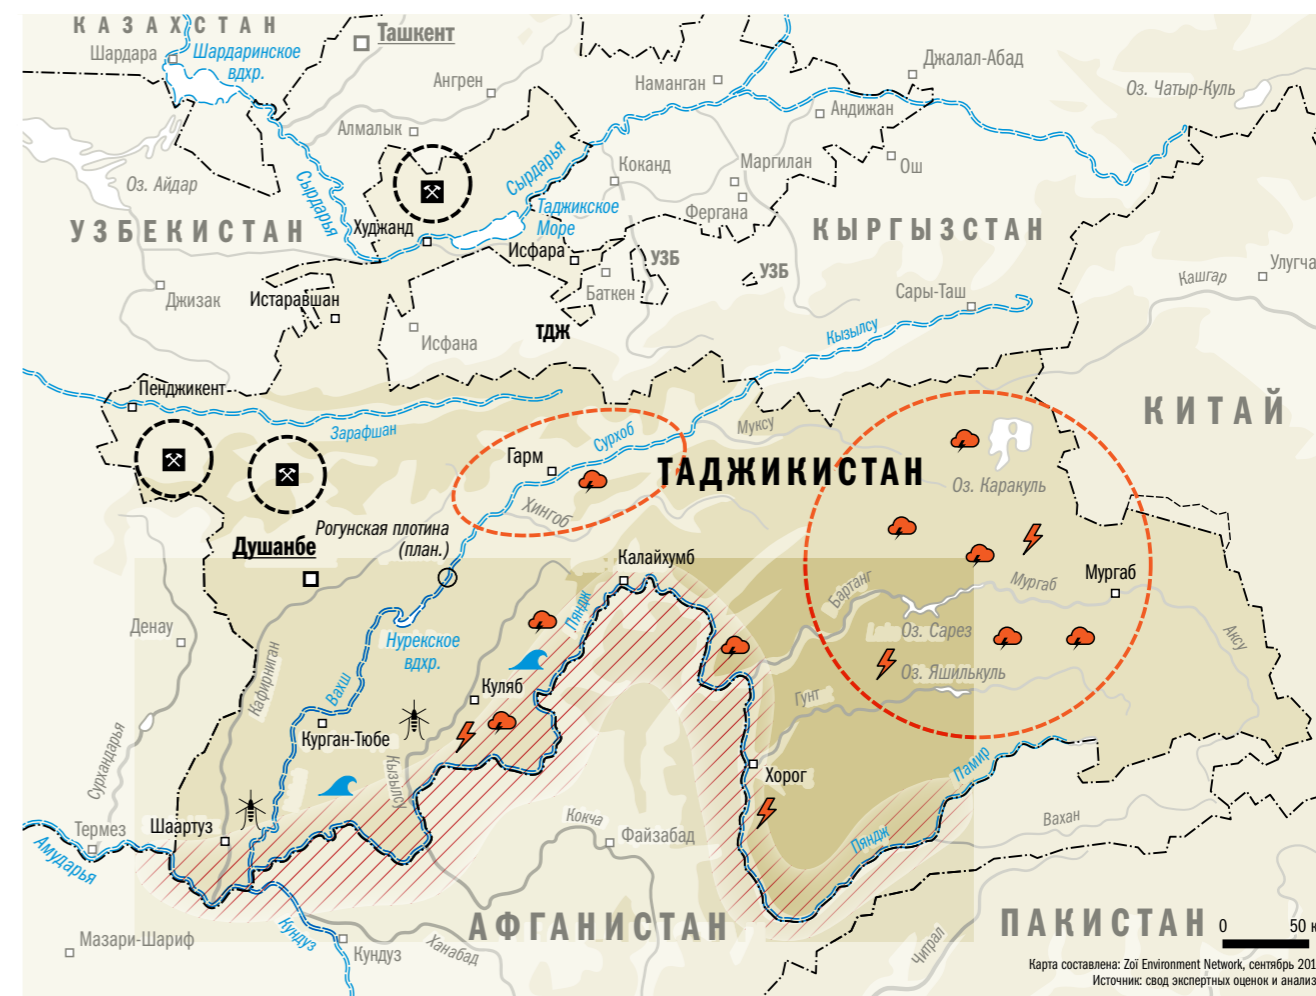 КАЗАХСТАН
Шардара
Шардаринское
вдхр.
Ташкент
Ангрен
Наманган
Джалал-Абад
Андижан
Оз. Чатыр-Куль
Алмалык
Оз. Айдар
Сырдарья
Сырдарья
Коканд
Маргилан
Ош
Фергана
Таджикское
Море
Худжанд
Исфара
УЗБЕКИСТАН
КЫРГЫЗСТАН
УЗБ
УЗБ
Баткен
Улугча
Кашгар
Джизак
Истаравшан
Сары-Таш
ТДЖ
Исфана
Кызылсу
Пенджикент
КИТАЙ
Зарафшан
Сурхоб
Муксу
Гарм
ТАДЖИКИСТАН
Оз. Каракуль
Хингоб
Рогунская плотина
(план.)
Душанбе
Калайхумб
Бартанг
Мургаб
Мургаб
Пяндж
Денау
Нурекское
вдхр.
Оз. Сарез
Аксу
Кафирниган
Вахш
Куляб
Гунт
Оз. Яшилькуль
Курган-Тюбе
Сурхандарья
Кызылсу
Хорог
Памир
Шаартуз
Термез
Амударья
Кокча
Файзабад
Пяндж
Вахан
АФГАНИСТАН
ПАКИСТАН
0 50 к
Мазари-Шариф
Кундуз
Кундуз
Ханабад
Читрал
Карта составлена: Zoï Environment Network, сентябрь 201
Источник: свод экспертных оценок и анализ